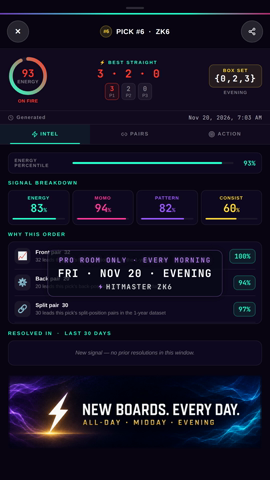 #6 PICK #6 · ZK6
93
ENERGY
ON FIRE
⚡ BEST STRAIGHT
3 · 2 · 0
3 P1
2 P2
0 P3
BOX SET
{0,2,3}
EVENING
Generated
Nov 20, 2026, 7:03 AM
INTEL
PAIRS
ACTION
ENERGY PERCENTILE
93%
SIGNAL BREAKDOWN
ENERGY
83%
MOMO
94%
PATTERN
82%
CONSIST
60%
WHY THIS ORDER
Front pair
100%
PRO ROOM ONLY · EVERY MORNING
FRI · NOV 20 · EVENING
HITMASTER ZK6
Back pair
94%
Split pair 30
30 leads this pick's split-position pairs in the 1-year dataset
97%
RESOLVED IN · LAST 30 DAYS
New signal — no prior resolutions in this window.
NEW BOARDS. EVERY DAY.
ALL-DAY · MIDDAY · EVENING